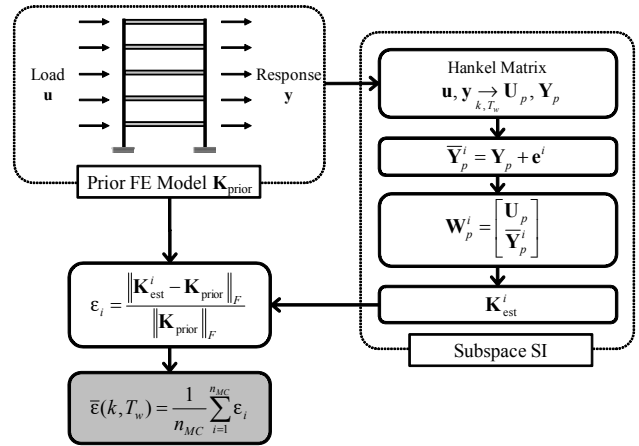 Load
u
Response
y
Prior FE Model K_prior
Hankel Matrix
u, y →_{k,T_w} U_p, Y_p
Ȳ_p^i = Y_p + e^i
W_p^i = [U_p / Ȳ_p^i]
K_est^i
Subspace SI
ε_i = ‖K_est^i − K_prior‖_F / ‖K_prior‖_F
ε̄(k, T_w) = 1/n_MC ∑_{i=1}^{n_MC} ε_i